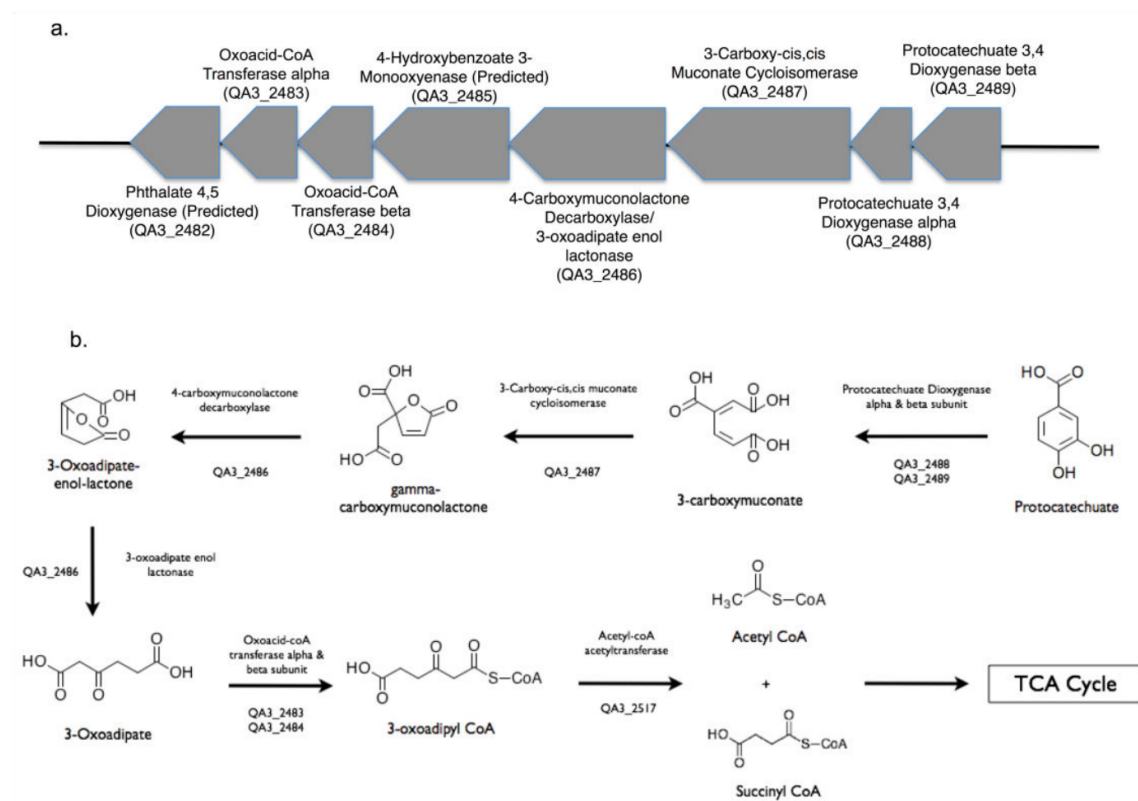 a.
Oxoacid-CoA
Transferase alpha
(QA3_2483)
4-Hydroxybenzoate 3-
Monooxyenase (Predicted)
(QA3_2485)
3-Carboxy-cis,cis
Muconate Cycloisomerase
(QA3_2487)
Protocatechuate 3,4
Dioxygenase beta
(QA3_2489)
Phthalate 4,5
Dioxygenase (Predicted)
(QA3_2482)
Oxoacid-CoA
Transferase beta
(QA3_2484)
4-Carboxymuconolactone
Decarboxylase/
3-oxoadipate enol
lactonase
(QA3_2486)
Protocatechuate 3,4
Dioxygenase alpha
(QA3_2488)
b.
OH
O
O
O
3-Oxoadipate-
enol-lactone
4-carboxymuconolactone
decarboxylase
QA3_2486
OH
O
O
O
HO
O
gamma-
carboxymuconolactone
3-Carboxy-cis,cis muconate
cycloisomerase
QA3_2487
OH
O
O
OH
OH
O
3-carboxymuconate
Protocatechuate Dioxygenase
alpha & beta subunit
QA3_2488
QA3_2489
HO
O
OH
OH
Protocatechuate
QA3_2486
3-oxoadipate enol
lactonase
HO
O
O
O
OH
3-Oxoadipate
Oxoacid-coA
transferase alpha &
beta subunit
QA3_2483
QA3_2484
HO
O
O
O
S–CoA
3-oxoadipyl CoA
Acetyl-coA
acetyltransferase
QA3_2517
O
H3C
S–CoA
Acetyl CoA
+
HO
O
O
S–CoA
Succinyl CoA
TCA Cycle